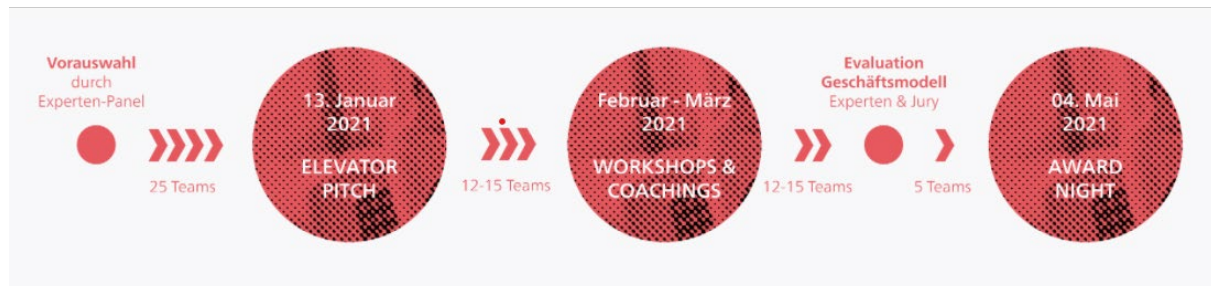 Vorauswahl
durch
Experten-Panel
25 Teams
13. Januar
2021
ELEVATOR
PITCH
12-15 Teams
Februar - März
2021
WORKSHOPS &
COACHINGS
12-15 Teams
Evaluation
Geschäftsmodell
Experten & Jury
5 Teams
04. Mai
2021
AWARD
NIGHT